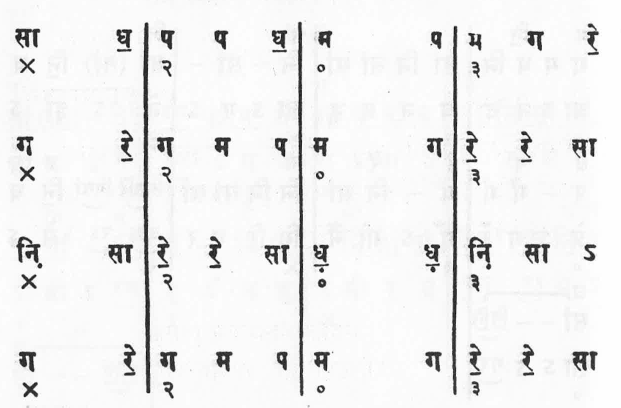 सा ध॒ | प प ध॒ | म प | म ग रे॒
× २ ० ३
ग रे॒ | ग म प | म ग | रे॒ रे॒ सा
× २ ० ३
नि़ सा | रे॒ रे॒ सा | ध़॒ ध़॒ | नि़ सा ऽ
× २ ० ३
ग रे॒ | ग म प | म ग | रे॒ रे॒ सा
× २ ० ३